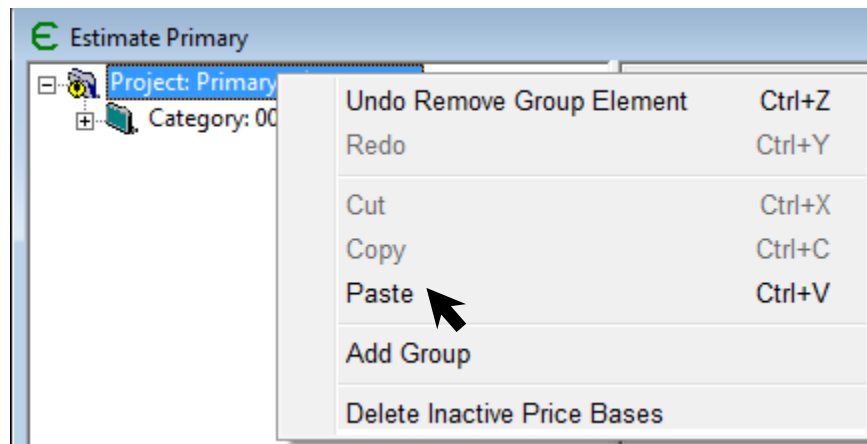 Estimate Primary
Project: Primary
Category: 00
Undo Remove Group Element Ctrl+Z
Redo Ctrl+Y
Cut Ctrl+X
Copy Ctrl+C
Paste Ctrl+V
Add Group
Delete Inactive Price Bases